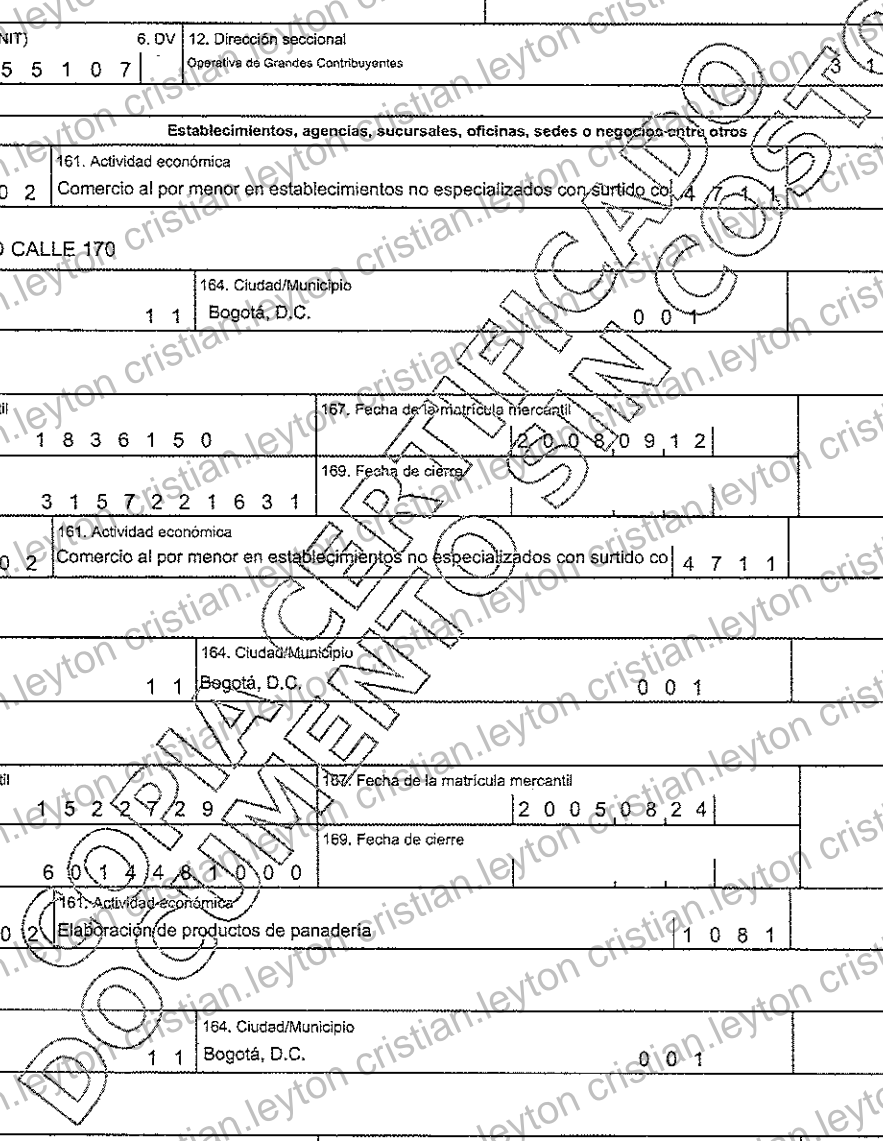 NIT) 6. DV 12. Dirección seccional
5 5 1 0 7 Operativa de Grandes Contribuyentes 3 1
Establecimientos, agencias, sucursales, oficinas, sedes o negocios entre otros
161. Actividad económica
0 2 Comercio al por menor en establecimientos no especializados con surtido co 4 7 1 1
O CALLE 170
164. Ciudad/Municipio
1 1 Bogotá, D.C. 0 0 1
til 167. Fecha de la matrícula mercantil
1 8 3 6 1 5 0 2 0 0 8 0 9 1 2
169. Fecha de cierre
3 1 5 7 2 2 1 6 3 1
161. Actividad económica
0 2 Comercio al por menor en establecimientos no especializados con surtido co 4 7 1 1
164. Ciudad/Municipio
1 1 Bogotá, D.C. 0 0 1
til 167. Fecha de la matrícula mercantil
1 5 2 2 7 2 9 2 0 0 5 0 8 2 4
169. Fecha de cierre
6 0 1 4 4 8 1 0 0 0
161. Actividad económica
0 2 Elaboración de productos de panadería 1 0 8 1
164. Ciudad/Municipio
1 1 Bogotá, D.C. 0 0 1
COPIA CERTIFICADO
DOCUMENTO SIN COSTO
cristian.leyton cristian.leyton cristian.leyton